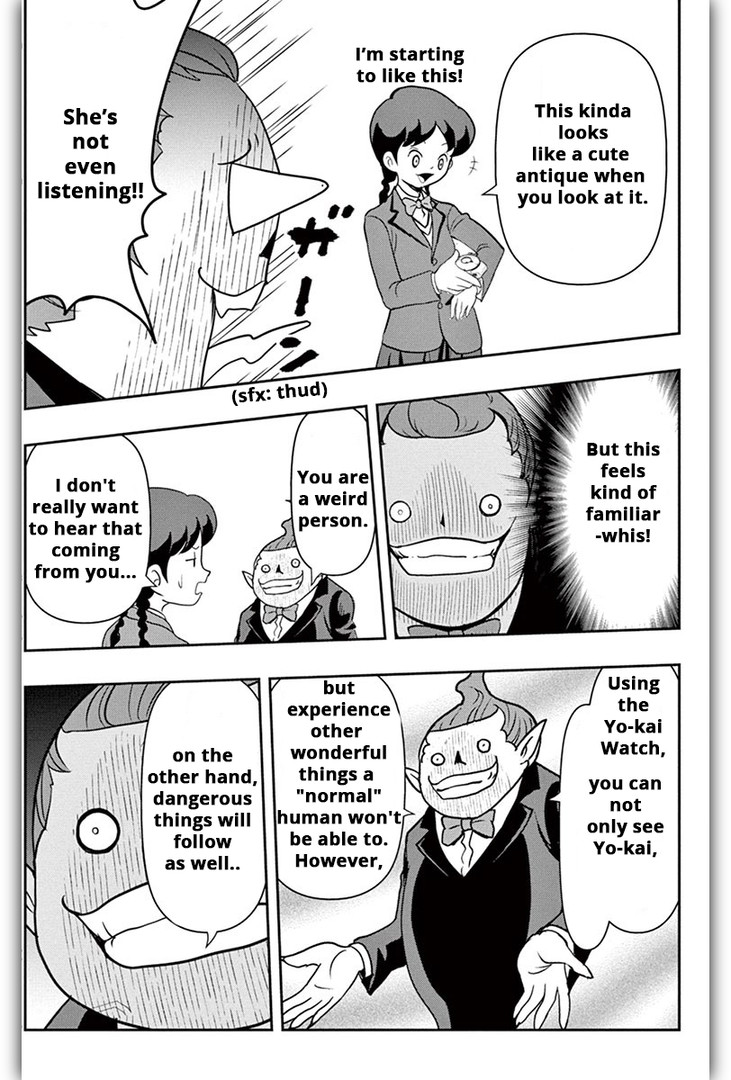 This kinda
looks
like a cute
antique when
you look at it.
I'm starting
to like this!
She's
not
even
listening!!
ガーン
(sfx: thud)
But this
feels
kind of
familiar
-whis!
You are
a weird
person.
I don't
really want
to hear that
coming
from you...
Using
the
Yo-kai
Watch,
you can
not
only see
Yo-kai,
but
experience
other
wonderful
things a
"normal"
human won't
be able to.
However,
on the
other hand,
dangerous
things will
follow
as well..